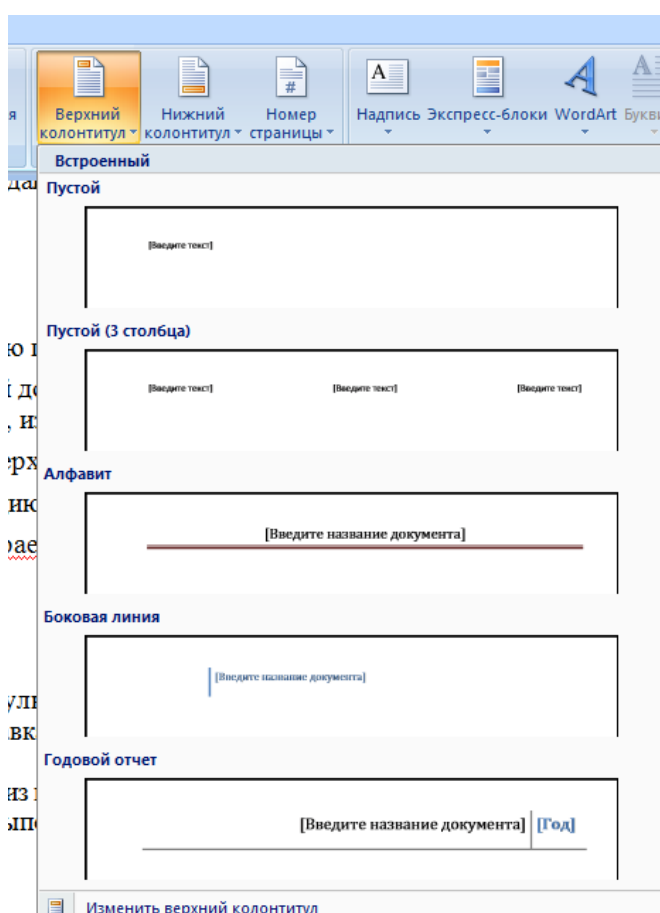 Верхний колонтитул
Нижний колонтитул
Номер страницы
Надпись
Экспресс-блоки
WordArt
Встроенный
Пустой
[Введите текст]
Пустой (3 столбца)
[Введите текст] [Введите текст] [Введите текст]
Алфавит
[Введите название документа]
Боковая линия
[Введите название документа]
Годовой отчет
[Введите название документа] [Год]
Изменить верхний колонтитул